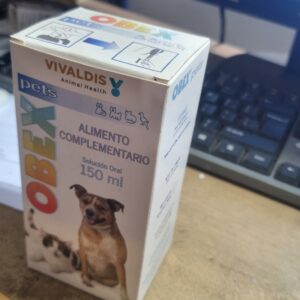 VIVALDIS
Animal Health
OBEX
pets
ALIMENTO
COMPLEMENTARIO
Solución Oral
150 ml
OBEX